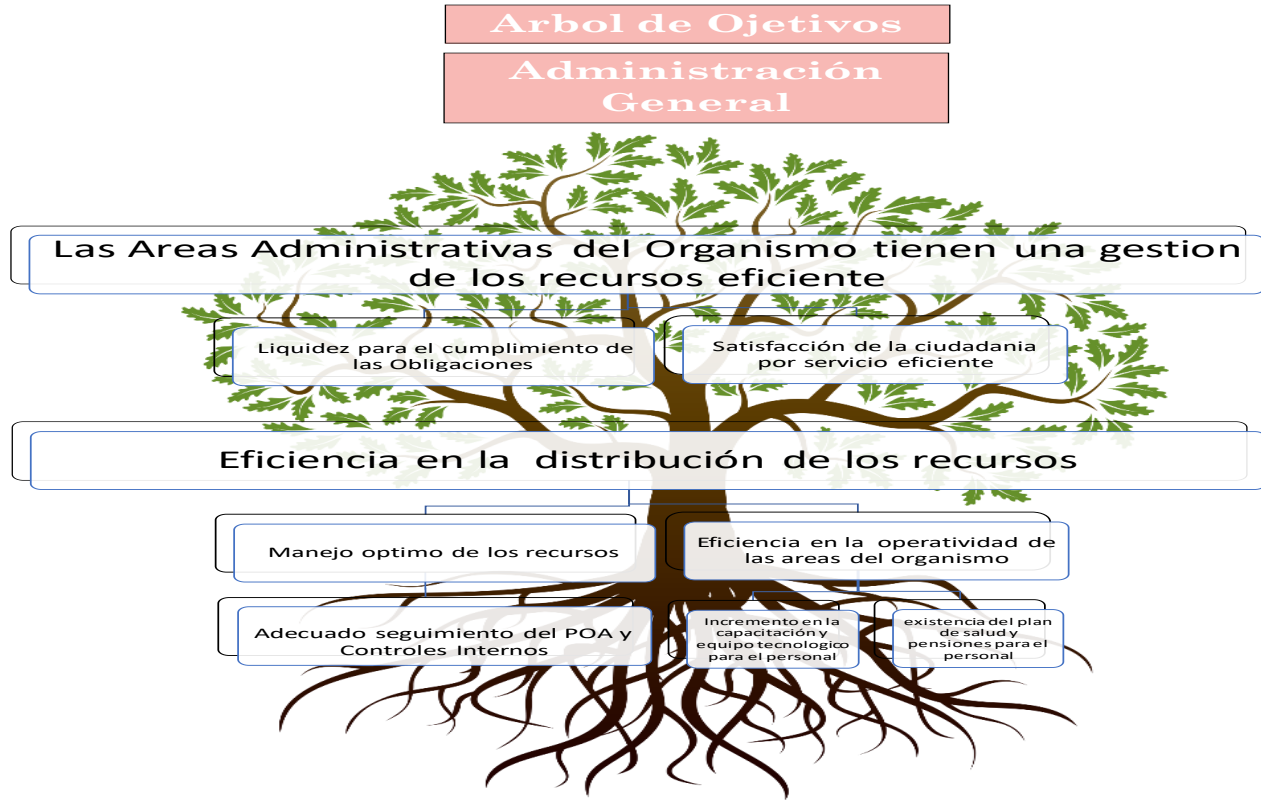 Arbol de Ojetivos
Administración
General
Las Areas Administrativas del Organismo tienen una gestion
de los recursos eficiente
Liquidez para el cumplimiento de
las Obligaciones
Satisfacción de la ciudadania
por servicio eficiente
Eficiencia en la distribución de los recursos
Manejo optimo de los recursos
Eficiencia en la operatividad de
las areas del organismo
Adecuado seguimiento del POA y
Controles Internos
Incremento en la
capacitación y
equipo tecnologico
para el personal
existencia del plan
de salud y
pensiones para el
personal